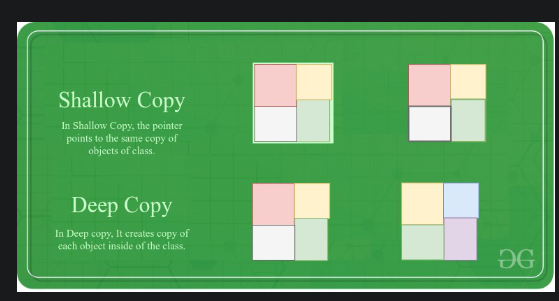 Shallow Copy
In Shallow Copy, the pointer
points to the same copy of
objects of class.
Deep Copy
In Deep copy, It creates copy of
each object inside of the class.